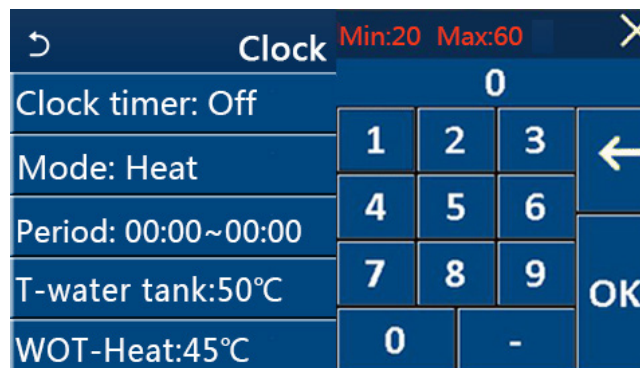 Clock
Clock timer: Off
Mode: Heat
Period: 00:00~00:00
T-water tank:50℃
WOT-Heat:45℃
Min:20 Max:60
0
1 2 3
4 5 6
7 8 9
OK
0 -